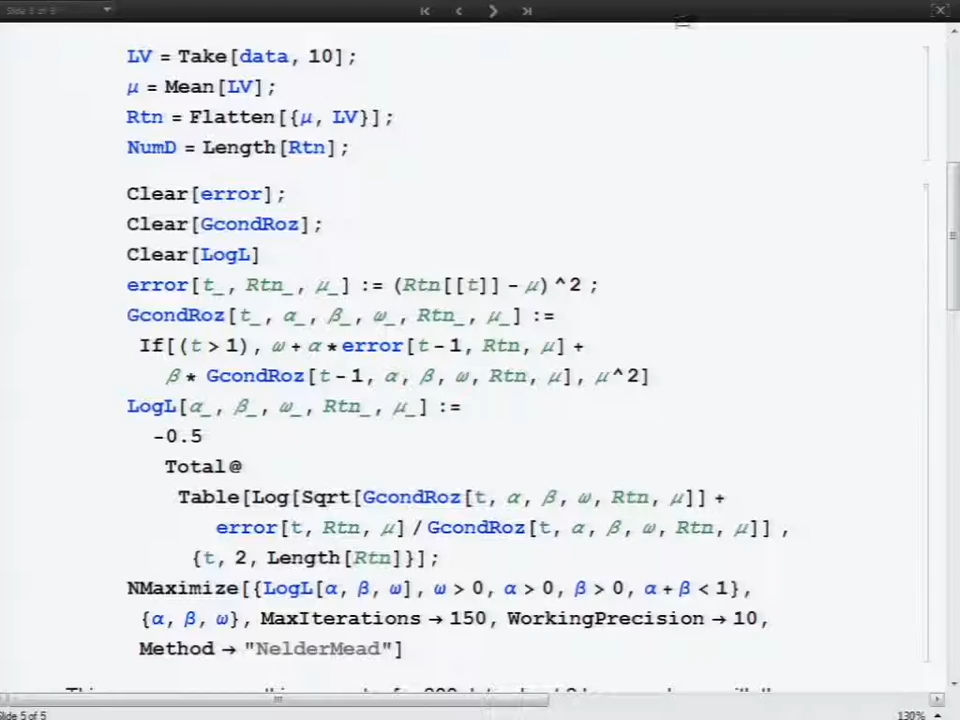 Slide 5 of 5
LV = Take[data, 10];
μ = Mean[LV];
Rtn = Flatten[{μ, LV}];
NumD = Length[Rtn];
Clear[error];
Clear[GcondRoz];
Clear[LogL]
error[t_, Rtn_, μ_] := (Rtn[[t]] - μ)^2 ;
GcondRoz[t_, α_, β_, ω_, Rtn_, μ_] :=
If[(t > 1), ω + α * error[t - 1, Rtn, μ] +
β * GcondRoz[t - 1, α, β, ω, Rtn, μ], μ^2]
LogL[α_, β_, ω_, Rtn_, μ_] :=
-0.5
Total@
Table[Log[Sqrt[GcondRoz[t, α, β, ω, Rtn, μ]] +
error[t, Rtn, μ] / GcondRoz[t, α, β, ω, Rtn, μ]] ,
{t, 2, Length[Rtn]}];
NMaximize[{LogL[α, β, ω], ω > 0, α > 0, β > 0, α + β < 1},
{α, β, ω}, MaxIterations → 150, WorkingPrecision → 10,
Method → "NelderMead"]
Slide 5 of 5
130%